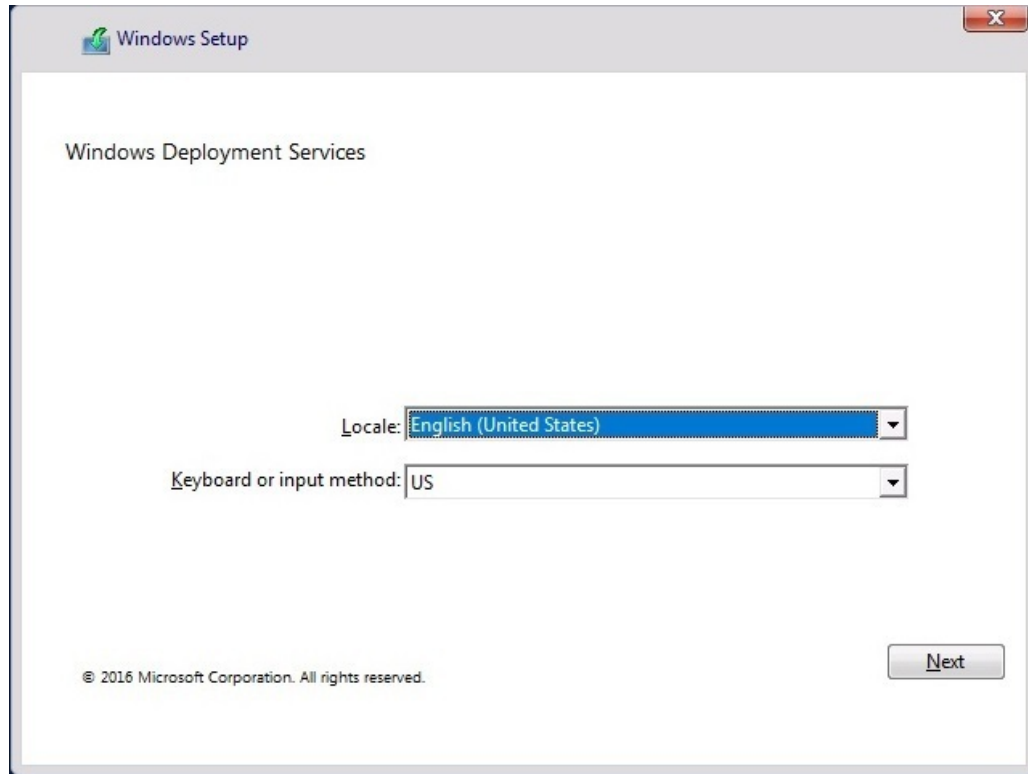 Windows Setup
Windows Deployment Services
Locale: English (United States)
Keyboard or input method: US
Next
© 2016 Microsoft Corporation. All rights reserved.